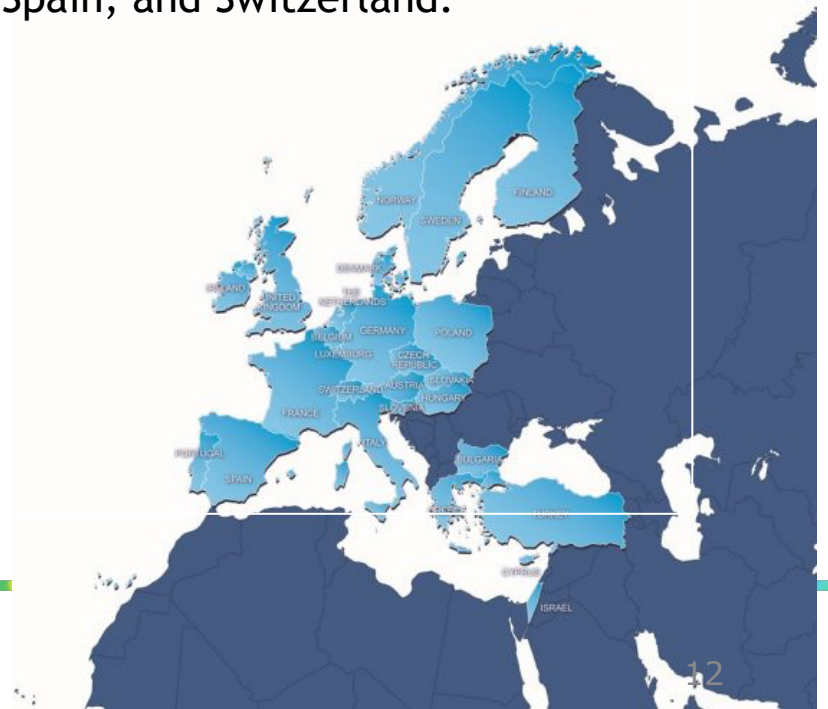 Spain, and Switzerland.
NORWAY
FINLAND
SWEDEN
DENMARK
IRELAND
UNITED
KINGDOM
THE
NETHERLANDS
GERMANY
POLAND
BELGIUM
LUXEMBURG
CZECH
REPUBLIC
SLOVAKIA
SWITZERLAND
AUSTRIA
HUNGARY
SLOVENIA
FRANCE
ITALY
PORTUGAL
SPAIN
BULGARIA
GREECE
TURKEY
CYPRUS
ISRAEL
12